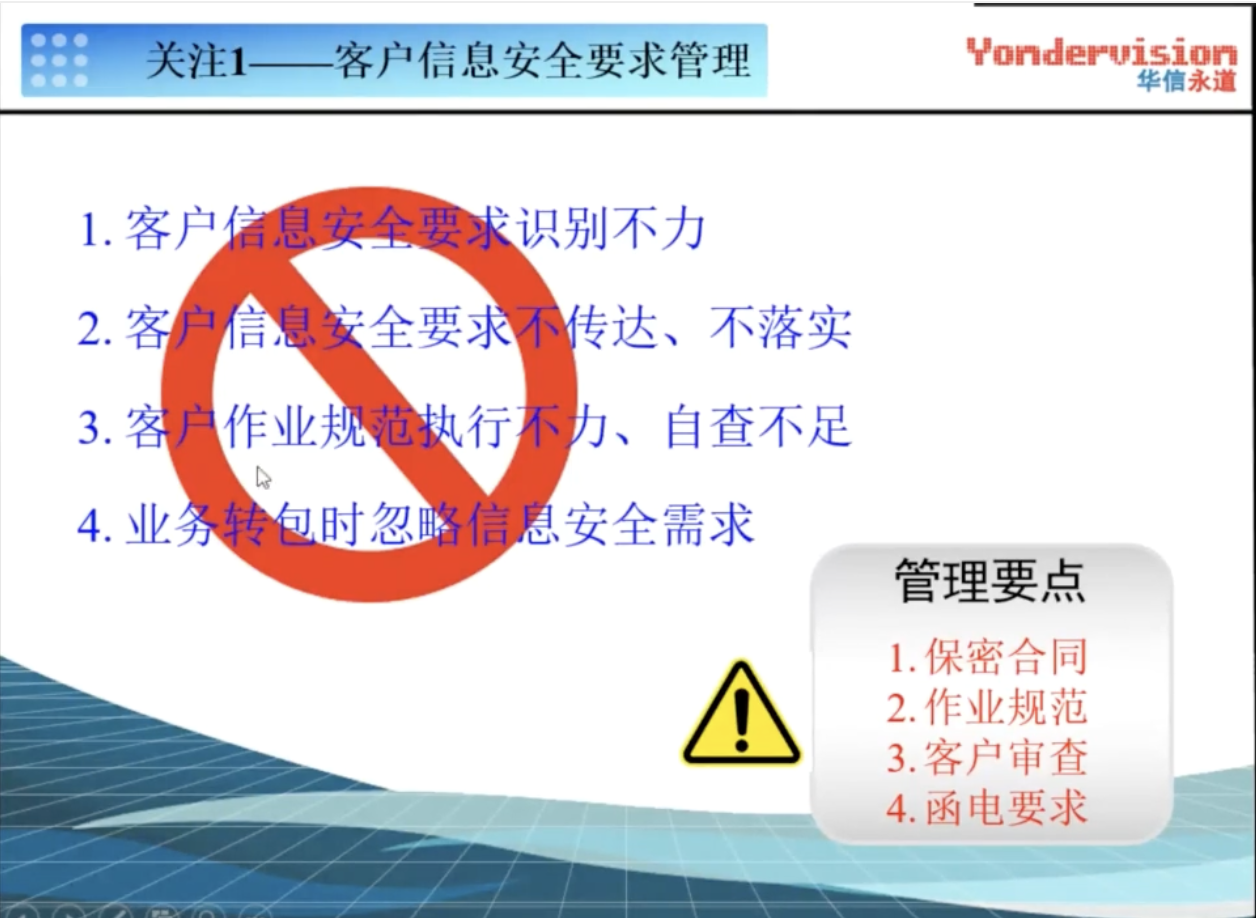 关注1——客户信息安全要求管理
Yondervision
华信永道
1. 客户信息安全要求识别不力
2. 客户信息安全要求不传达、不落实
3. 客户作业规范执行不力、自查不足
4. 业务转包时忽略信息安全需求
管理要点
1. 保密合同
2. 作业规范
3. 客户审查
4. 函电要求